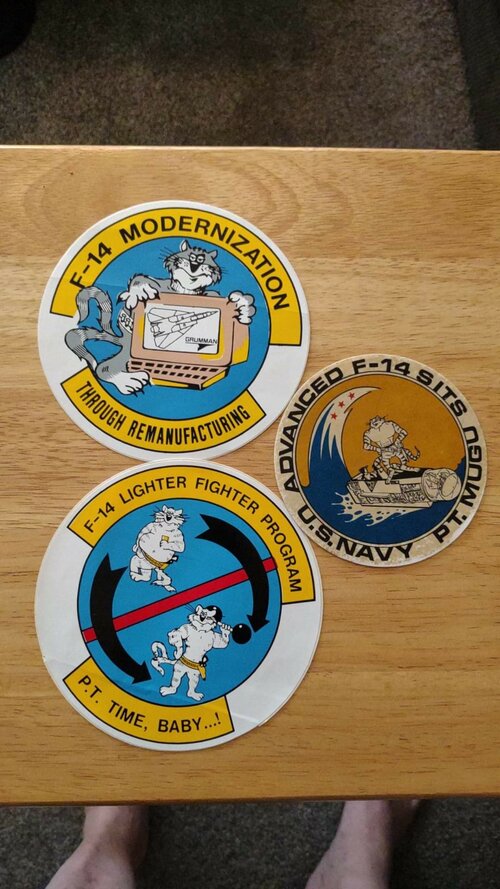 F-14 MODERNIZATION
GRUMMAN
THROUGH REMANUFACTURING
ADVANCED F-14 SITS
U.S. NAVY PT. MUGU
F-14 LIGHTER FIGHTER PROGRAM
P.T. TIME, BABY...!